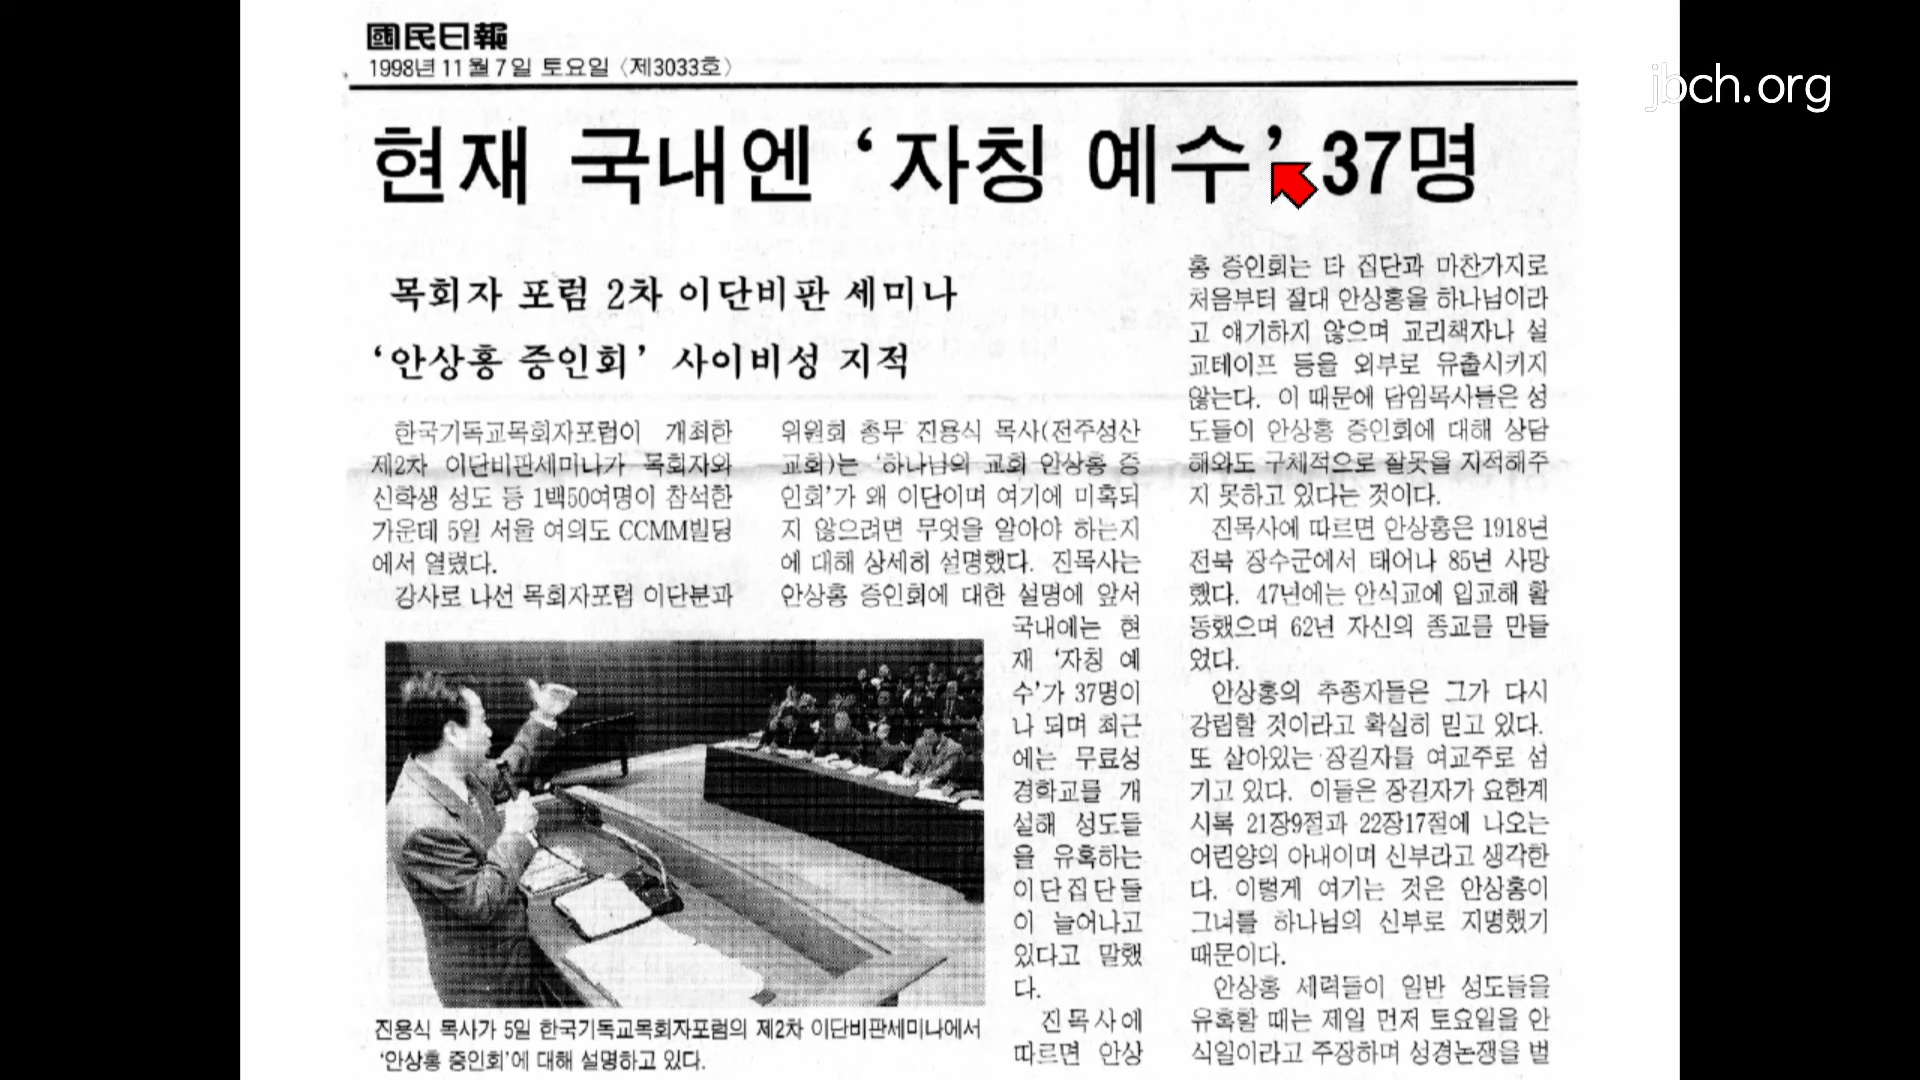 國民日報
1998년 11월 7일 토요일 〈제3033호〉
jbch.org
현재 국내엔 ‘자칭 예수’ 37명
목회자 포럼 2차 이단비판 세미나
‘안상홍 증인회’ 사이비성 지적
한국기독교목회자포럼이 개최한
제2차 이단비판세미나가 목회자와
신학생 성도 등 1백50여명이 참석한
가운데 5일 서울 여의도 CCMM빌딩
에서 열렸다.
강사로 나선 목회자포럼 이단분과
위원회 총무 진용식 목사(전주성산
교회)는 ‘하나님의 교회 안상홍 증
인회’가 왜 이단이며 여기에 미혹되
지 않으려면 무엇을 알아야 하는지
에 대해 상세히 설명했다. 진목사는
안상홍 증인회에 대한 설명에 앞서
국내에는 현
재 ‘자칭 예
수’가 37명이
나 되며 최근
에는 무료성
경학교를 개
설해 성도들
을 유혹하는
이단집단들
이 늘어나고
있다고 말했
다.
진목사에
따르면 안상
홍 증인회는 타 집단과 마찬가지로
처음부터 절대 안상홍을 하나님이라
고 얘기하지 않으며 교리책자나 설
교테이프 등을 외부로 유출시키지
않는다. 이 때문에 담임목사들은 성
도들이 안상홍 증인회에 대해 상담
해와도 구체적으로 잘못을 지적해주
지 못하고 있다는 것이다.
진목사에 따르면 안상홍은 1918년
전북 장수군에서 태어나 85년 사망
했다. 47년에는 안식교에 입교해 활
동했으며 62년 자신의 종교를 만들
었다.
안상홍의 추종자들은 그가 다시
강림할 것이라고 확실히 믿고 있다.
또 살아있는 장길자를 여교주로 섬
기고 있다. 이들은 장길자가 요한계
시록 21장9절과 22장17절에 나오는
어린양의 아내이며 신부라고 생각한
다. 이렇게 여기는 것은 안상홍이
그녀를 하나님의 신부로 지명했기
때문이다.
안상홍 세력들이 일반 성도들을
유혹할 때는 제일 먼저 토요일을 안
식일이라고 주장하며 성경논쟁을 벌
진용식 목사가 5일 한국기독교목회자포럼의 제2차 이단비판세미나에서
‘안상홍 증인회’에 대해 설명하고 있다.